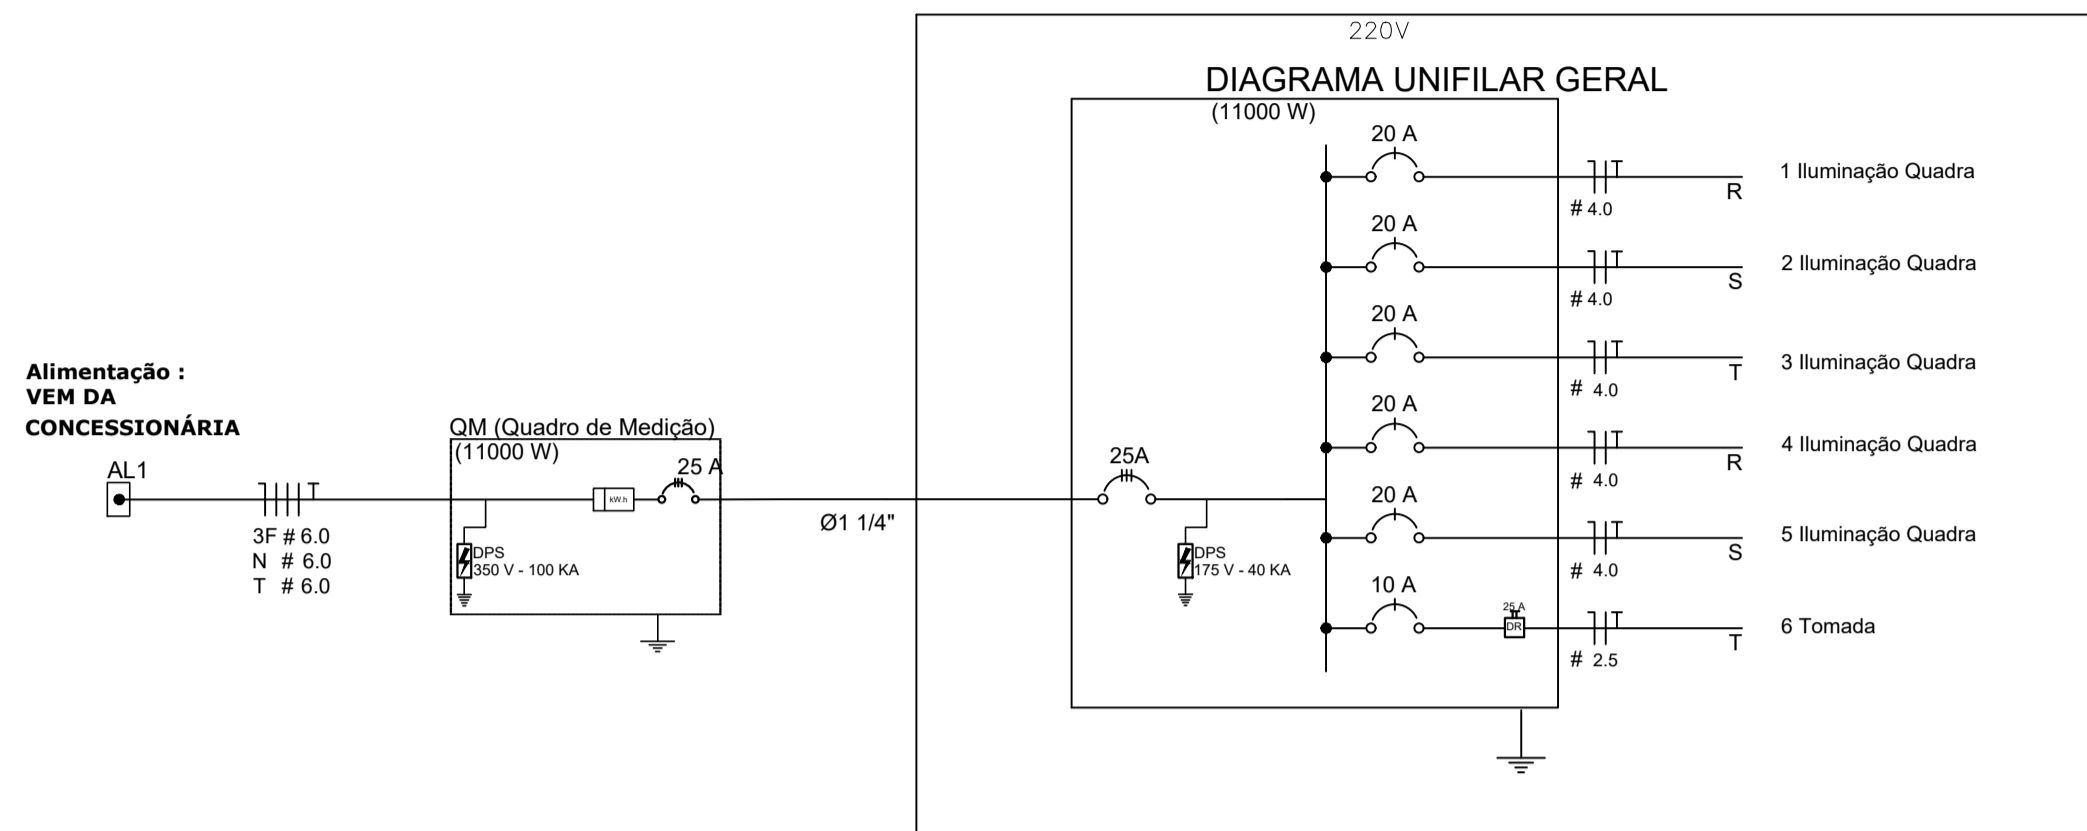 220V
DIAGRAMA UNIFILAR GERAL
(11000 W)
20 A
1 Iluminação Quadra
R
# 4.0
20 A
2 Iluminação Quadra
S
# 4.0
20 A
3 Iluminação Quadra
T
# 4.0
20 A
4 Iluminação Quadra
R
# 4.0
20 A
5 Iluminação Quadra
S
# 4.0
10 A
25 A
DR
6 Tomada
T
# 2.5
Alimentação :
VEM DA
CONCESSIONÁRIA
AL1
3F # 6.0
N # 6.0
T # 6.0
QM (Quadro de Medição)
(11000 W)
25 A
kW.h
DPS
350 V - 100 KA
Ø1 1/4"
25A
DPS
175 V - 40 KA